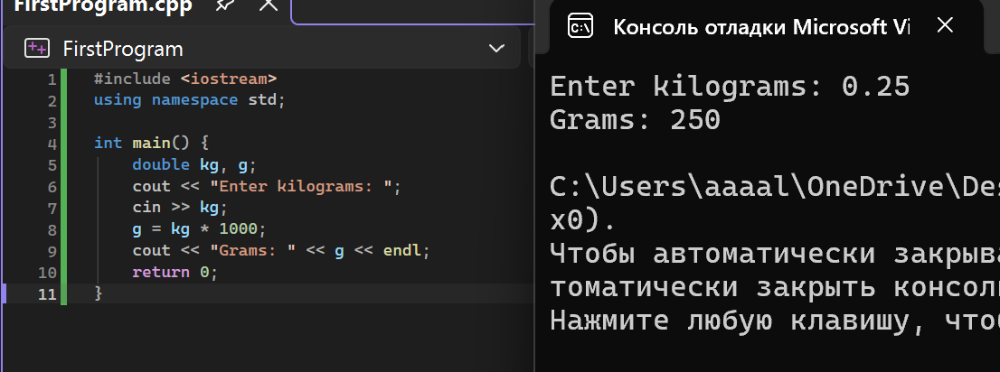 FirstProgram.cpp
FirstProgram
1 #include <iostream>
2 using namespace std;
3
4 int main() {
5 double kg, g;
6 cout << "Enter kilograms: ";
7 cin >> kg;
8 g = kg * 1000;
9 cout << "Grams: " << g << endl;
10 return 0;
11 }
Консоль отладки Microsoft Vi
Enter kilograms: 0.25
Grams: 250
C:\Users\aaaal\OneDrive\Des
x0).
Чтобы автоматически закрыва
томатически закрыть консоль
Нажмите любую клавишу, чтоб